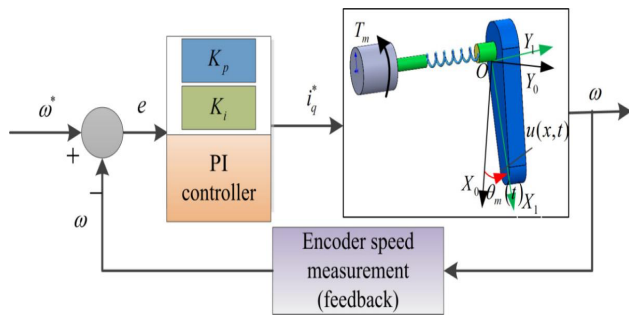 ω*
+
−
ω
e
K_p
K_i
PI
controller
i_q^*
T_m
O
Y_1
Y_0
u(x,t)
X_0
θ_m(t)
X_1
ω
Encoder speed
measurement
(feedback)